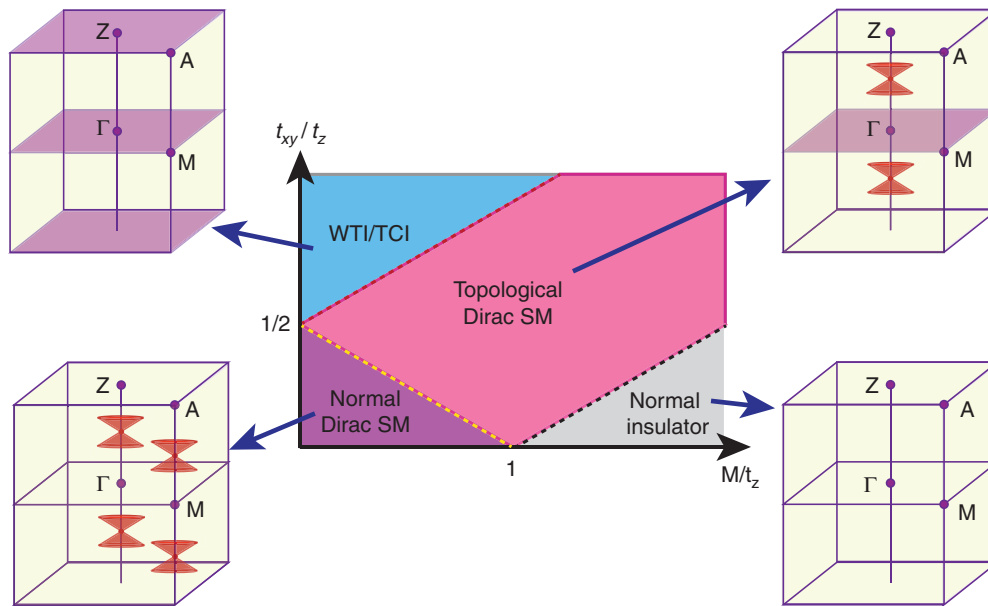 Z
A
Γ
M
Z
A
Γ
M
t_xy / t_z
WTI/TCI
Topological
Dirac SM
1/2
Normal
Dirac SM
Normal
insulator
1
M/t_z
Z
A
Γ
M
Z
A
Γ
M